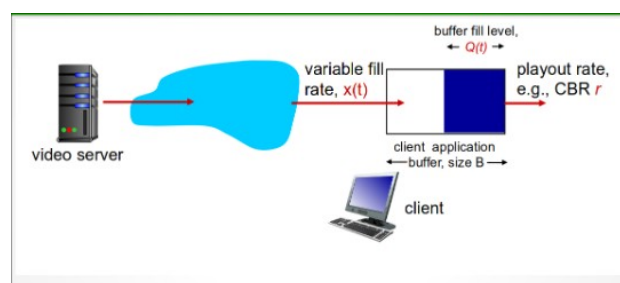 buffer fill level,
Q(t)
variable fill
rate, x(t)
playout rate,
e.g., CBR r
video server
client application
buffer, size B
client